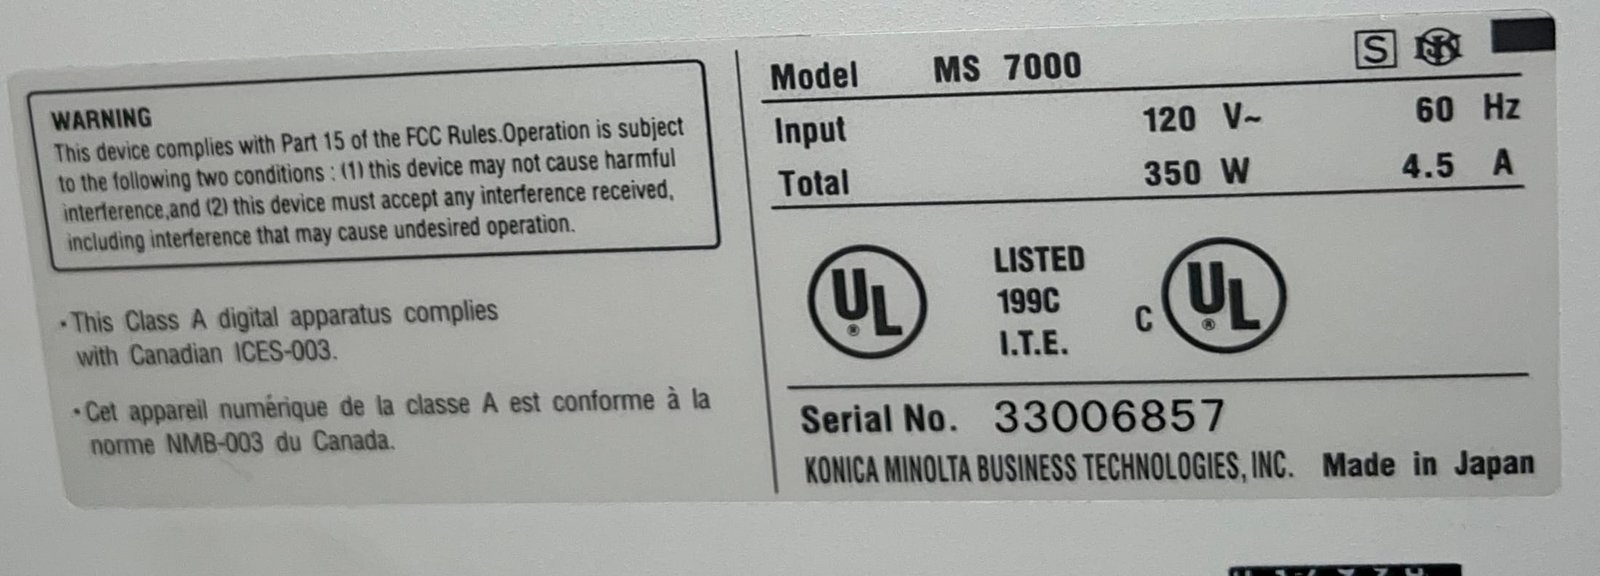 WARNING
This device complies with Part 15 of the FCC Rules.Operation is subject
to the following two conditions : (1) this device may not cause harmful
interference,and (2) this device must accept any interference received,
including interference that may cause undesired operation.
·This Class A digital apparatus complies
with Canadian ICES-003.
·Cet appareil numérique de la classe A est conforme à la
norme NMB-003 du Canada.
Model MS 7000 S
Input 120 V~ 60 Hz
Total 350 W 4.5 A
UL® LISTED C UL®
199C
I.T.E.
Serial No. 33006857
KONICA MINOLTA BUSINESS TECHNOLOGIES, INC. Made in Japan